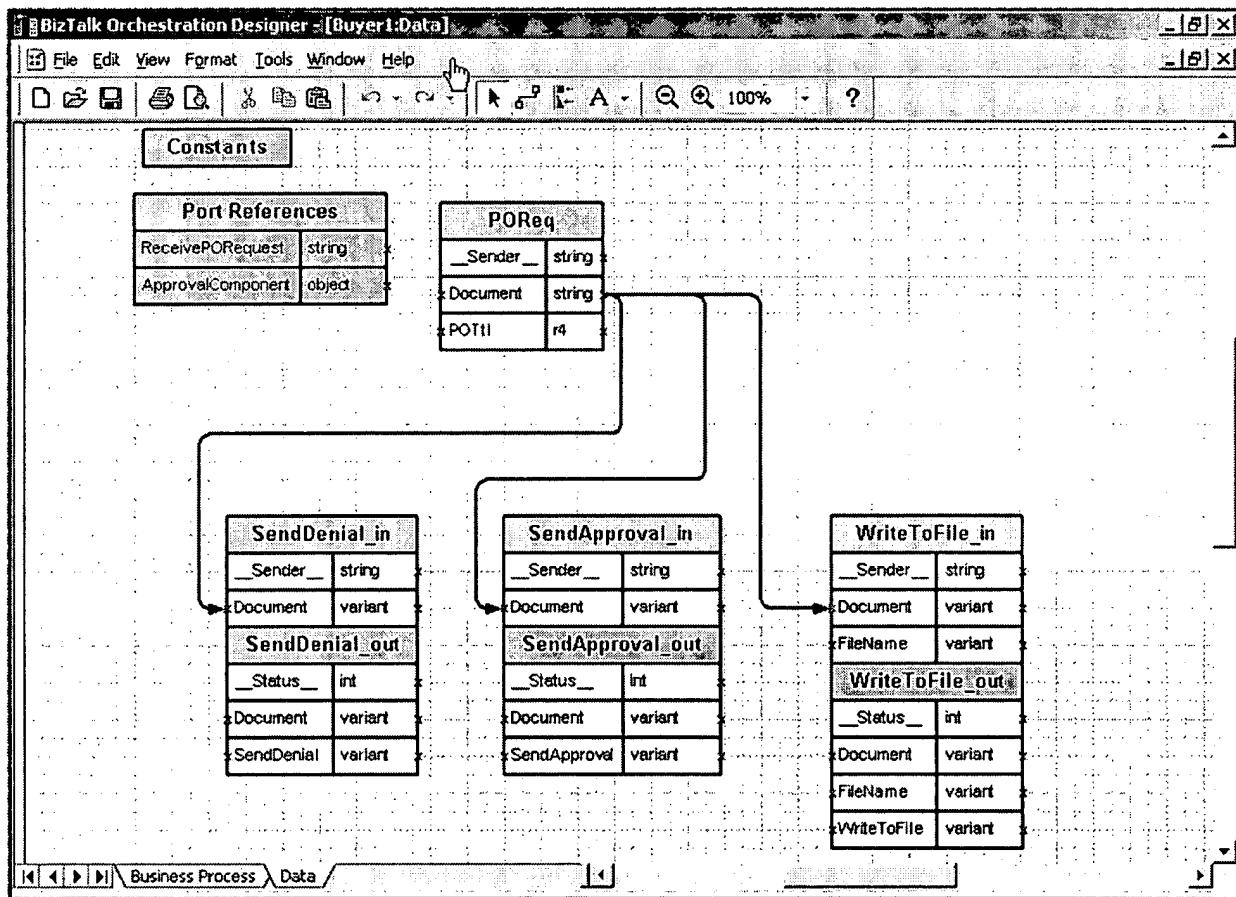 BizTalk Orchestration Designer - [Buyer1:Data]
File Edit View Format Tools Window Help
A 100% ?
Constants
Port References
ReceivePORequest string
ApprovalComponent object
POReq
__Sender__ string
Document string
POTtl r4
SendDenial_in
__Sender__ string
Document variant
SendDenial_out
__Status__ int
Document variant
SendDenial variant
SendApproval_in
__Sender__ string
Document variant
SendApproval_out
__Status__ int
Document variant
SendApproval variant
WriteToFile_in
__Sender__ string
Document variant
FileName variant
WriteToFile_out
__Status__ int
Document variant
FileName variant
WriteToFile variant
Business Process Data